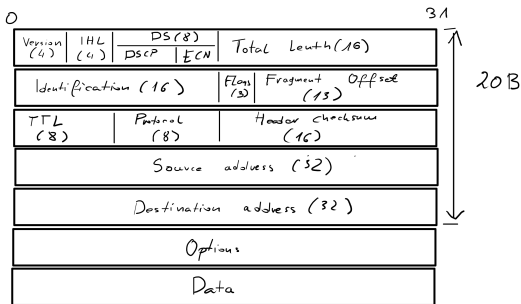 0 31
Version (4) IHL (4) DS(8) DSCP ECN Total Lenth(16)
20B
Identification (16) Flags (3) Fragment Offset (13)
TTL (8) Protocol (8) Header checksum (16)
Source address (32)
Destination address (32)
Options
Data